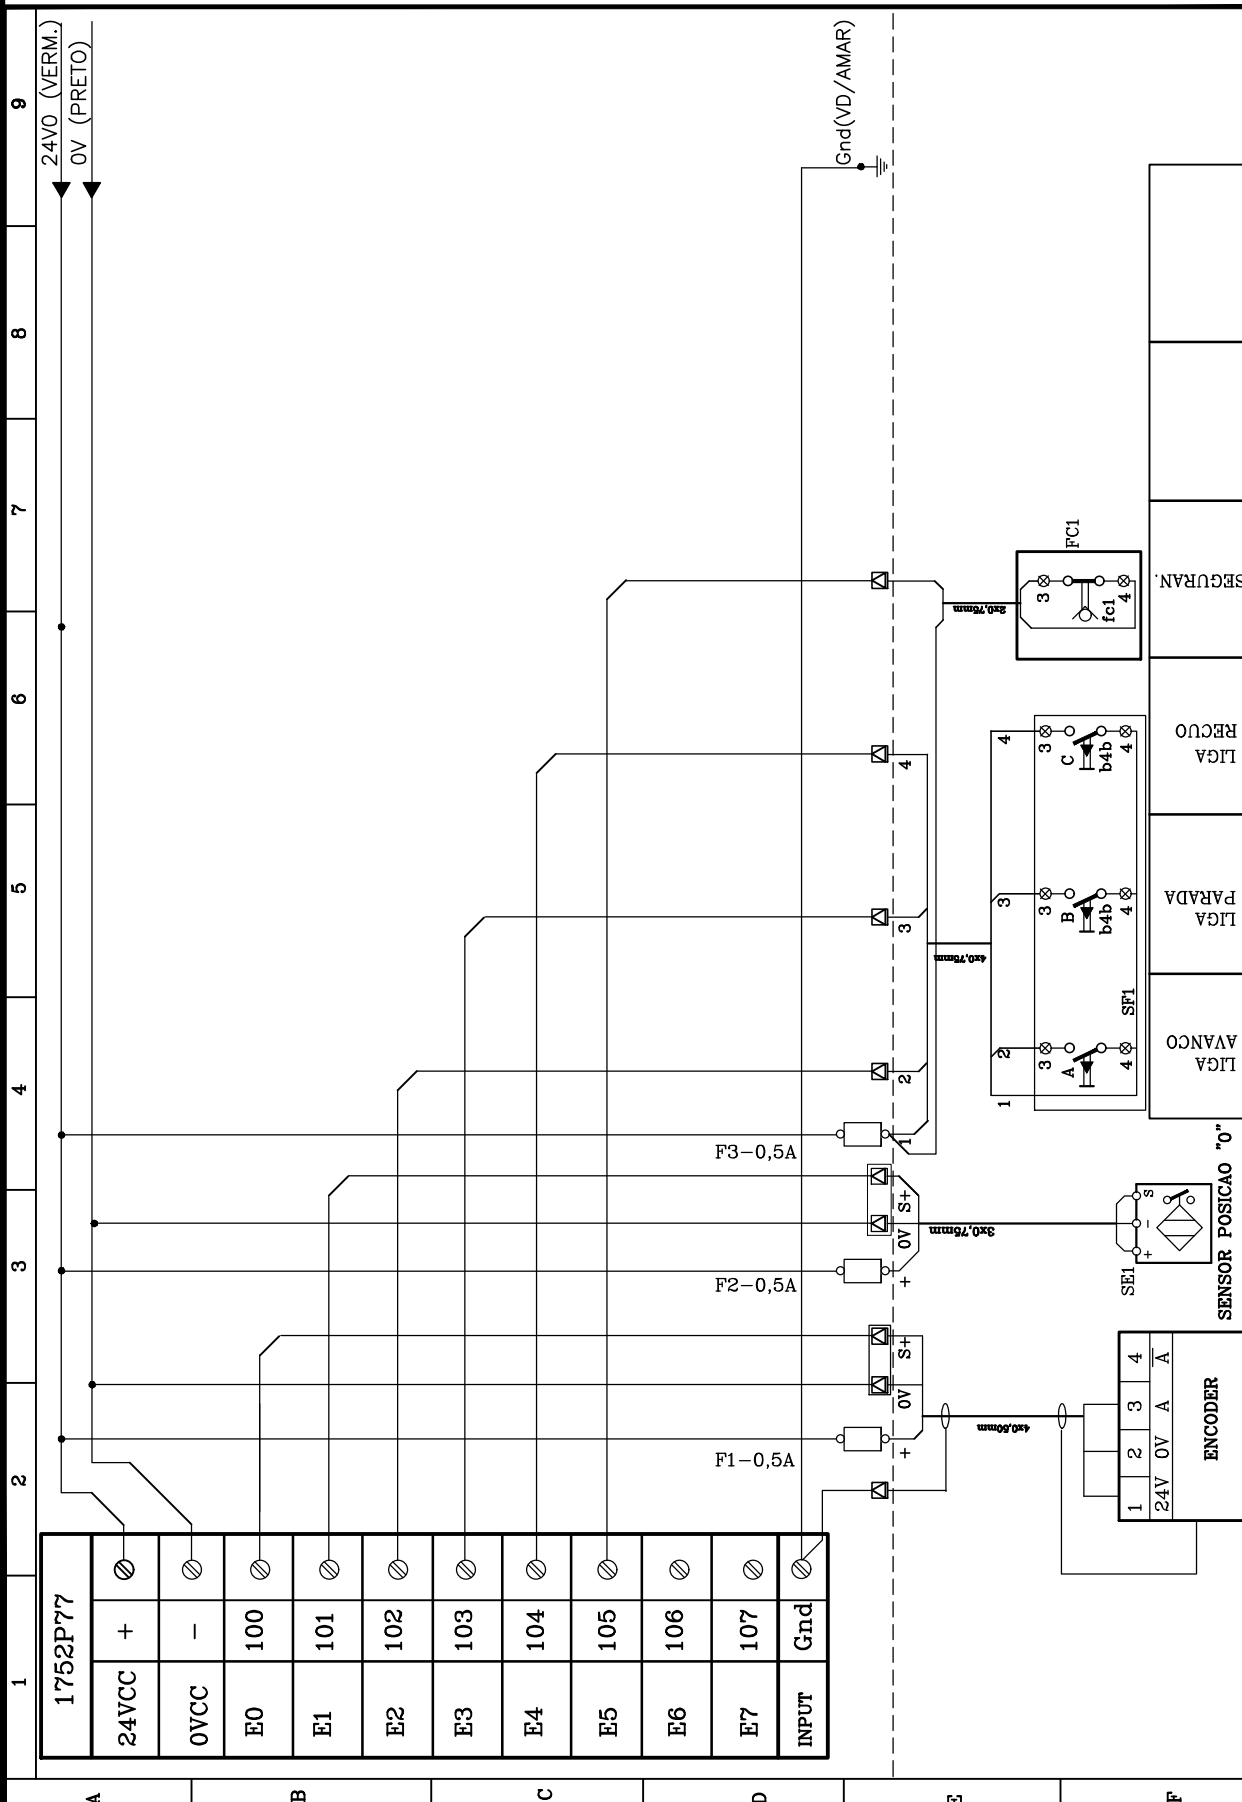 1
2
3
4
5
6
7
8
9
A
B
C
D
E
F
24V0 (VERM.)
0V (PRETO)
Gnd(VD/AMAR)
1752P77
24VCC +
0VCC -
E0 100
E1 101
E2 102
E3 103
E4 104
E5 105
E6 106
E7 107
INPUT Gnd
F1-0,5A
F2-0,5A
F3-0,5A
+ 0V S+
+ 0V S+
1 2 3 4
4x0,50mm
3x0,75mm
4x0,75mm
2x0,75mm
1 2 3 4
24V 0V A A
ENCODER
SE1
+ - S
SENSOR POSICAO "0"
1 2 3 4
3 3 3
A B C
b4b b4b
4 4 4
SF1
3
fc1
4
FC1
LIGA
AVANCO
LIGA
PARADA
LIGA
RECUO
SEGURAN.